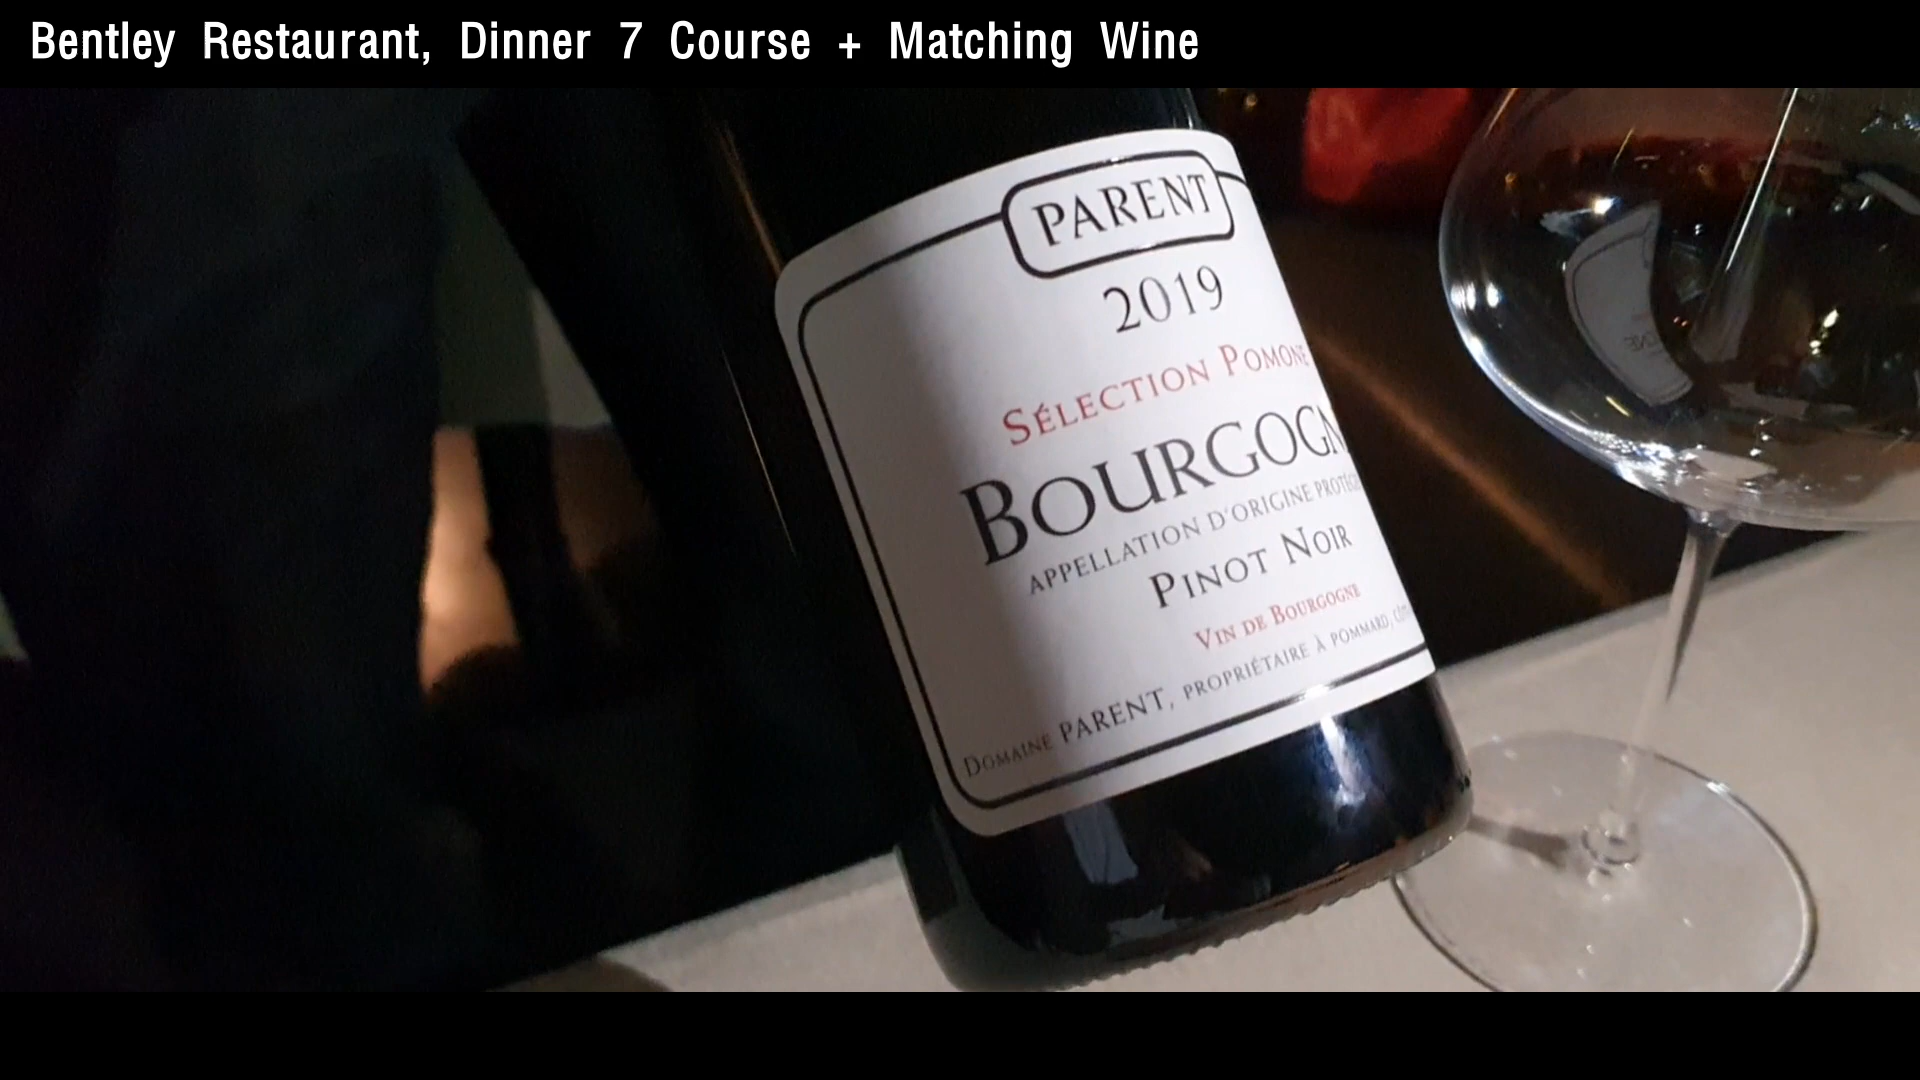 Bentley Restaurant, Dinner 7 Course + Matching Wine
PARENT
2019
SÉLECTION POMONE
BOURGOGN
APPELLATION D'ORIGINE PROTÉGÉ
PINOT NOIR
VIN DE BOURGOGNE
DOMAINE PARENT, PROPRIÉTAIRE À POMMARD,